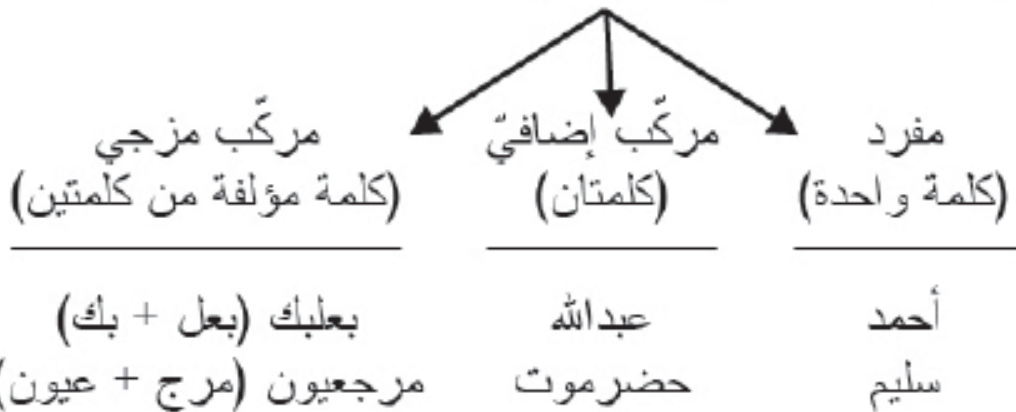 مفرد مركّب إضافيّ مركّب مزجي
(كلمة واحدة) (كلمتان) (كلمة مؤلفة من كلمتين)
أحمد عبدالله بعلبك (بعل + بك)
سليم حضرموت مرجعيون (مرج + عيون)